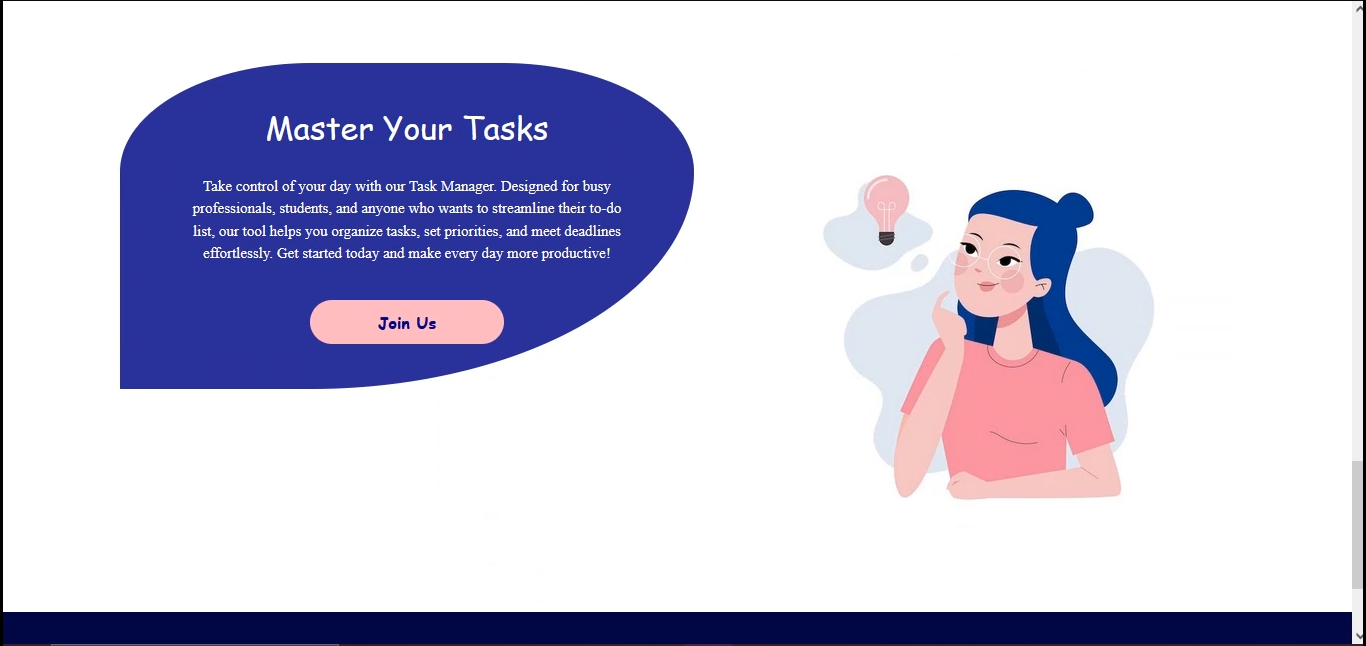 Master Your Tasks
Take control of your day with our Task Manager. Designed for busy
professionals, students, and anyone who wants to streamline their to-do
list, our tool helps you organize tasks, set priorities, and meet deadlines
effortlessly. Get started today and make every day more productive!
Join Us